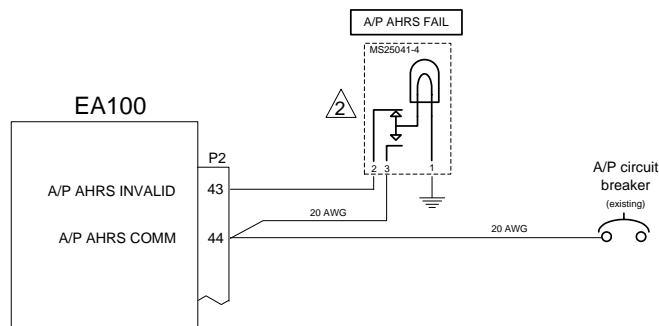 A/P AHRS FAIL
MS25041-4
2
EA100
P2
2 3 1
A/P AHRS INVALID 43
A/P circuit
breaker
(existing)
20 AWG
A/P AHRS COMM 44
20 AWG